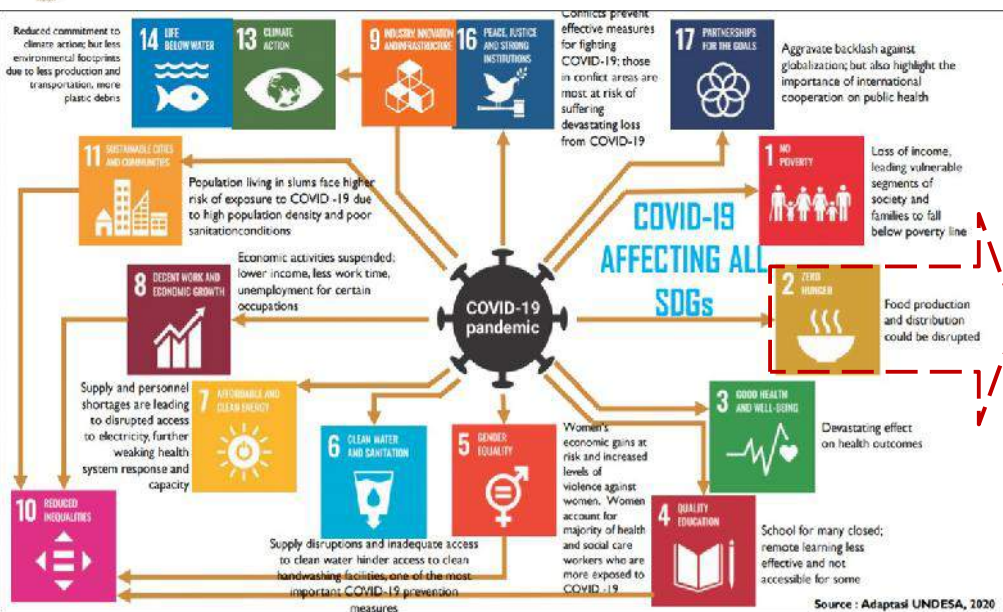 Reduced commitment to
climate action; but less
environmental footprints
due to less production and
transportation, more
plastic debris
14 LIFE
BELOW WATER
13 CLIMATE
ACTION
9 INDUSTRY, INNOVATION
AND INFRASTRUCTURE
16 PEACE, JUSTICE
AND STRONG
INSTITUTIONS
Conflicts prevent
effective measures
for fighting
COVID-19; those
in conflict areas are
most at risk of
suffering
devastating loss
from COVID-19
17 PARTNERSHIPS
FOR THE GOALS
Aggravate backlash against
globalization; but also highlight the
importance of international
cooperation on public health
11 SUSTAINABLE CITIES
AND COMMUNITIES
Population living in slums face higher
risk of exposure to COVID -19 due
to high population density and poor
sanitationconditions
1 NO
POVERTY
Loss of income,
leading vulnerable
segments of
society and
families to fall
below poverty line
COVID-19
AFFECTING ALL
SDGs
8 DECENT WORK AND
ECONOMIC GROWTH
Economic activities suspended;
lower income, less work time,
unemployment for certain
occupations
COVID-19
pandemic
2 ZERO
HUNGER
Food production
and distribution
could be disrupted
Supply and personnel
shortages are leading
to disrupted access
to electricity, further
weaking health
system response and
capacity
7 AFFORDABLE AND
CLEAN ENERGY
6 CLEAN WATER
AND SANITATION
5 GENDER
EQUALITY
Women's
economic gains at
risk and increased
levels of
violence against
women. Women
account for
majority of health
and social care
workers who are
more exposed to
COVID -19
3 GOOD HEALTH
AND WELL-BEING
Devastating effect
on health outcomes
10 REDUCED
INEQUALITIES
Supply disruptions and inadequate access
to clean water hinder access to clean
handwashing facilities, one of the most
important COVID-19 prevention
measures
4 QUALITY
EDUCATION
School for many closed;
remote learning less
effective and not
accessible for some
Source : Adaptasi UNDESA, 2020